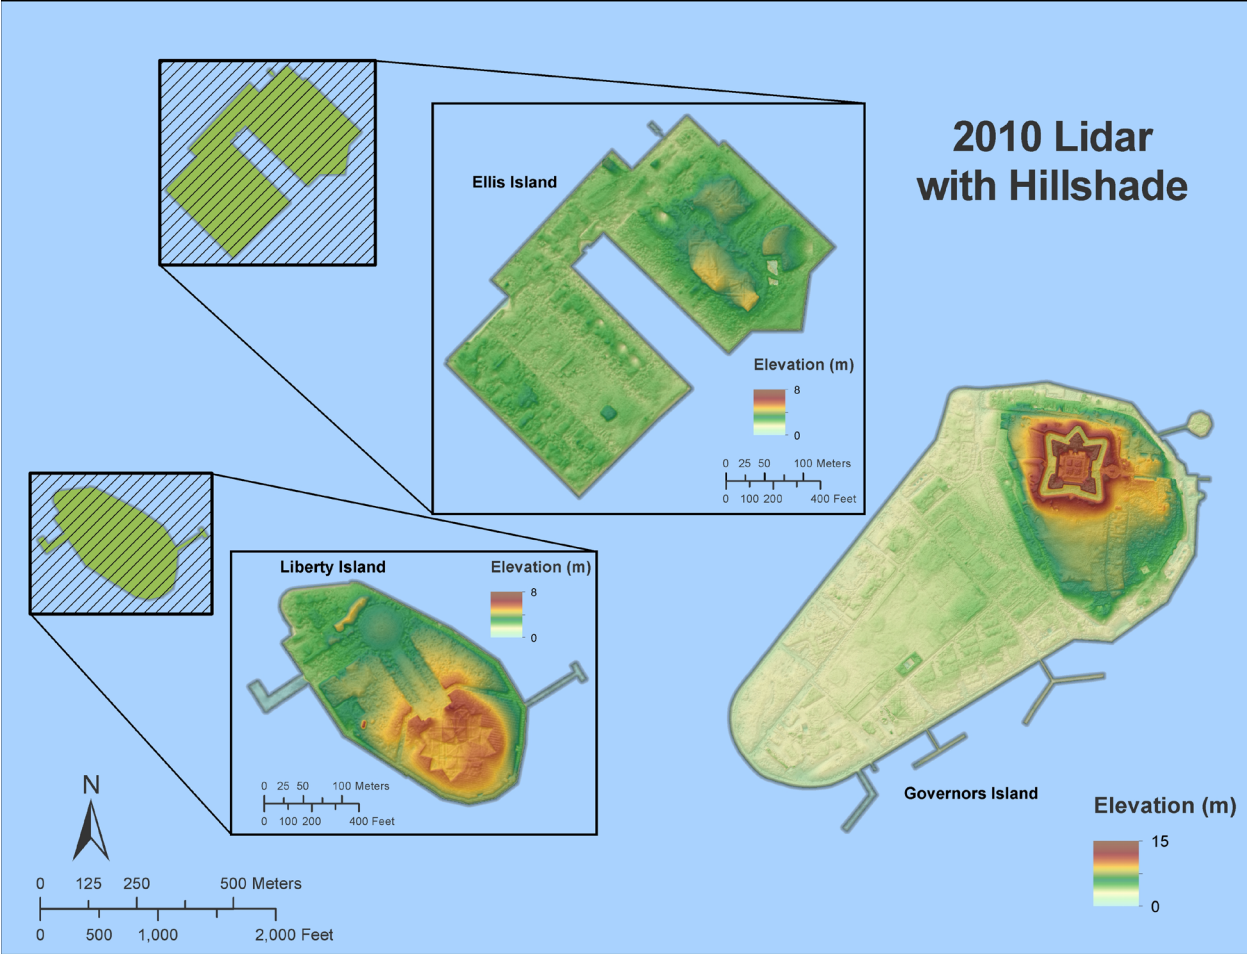 2010 Lidar
with Hillshade
Ellis Island
Elevation (m)
8
0
0 25 50 100 Meters
0 100 200 400 Feet
Liberty Island
Elevation (m)
8
0
0 25 50 100 Meters
0 100 200 400 Feet
Governors Island
Elevation (m)
15
0
N
0 125 250 500 Meters
0 500 1,000 2,000 Feet